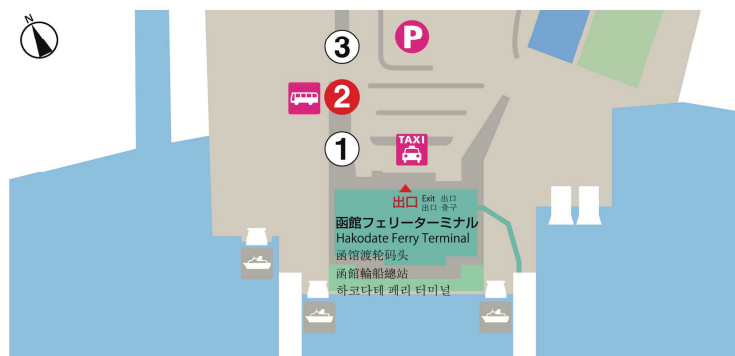 N
3
P
2
1
TAXI
出口 Exit 出口
出口 출구
函館フェリーターミナル
Hakodate Ferry Terminal
函馆渡轮码头
函館輪船總站
하코다테 페리 터미널